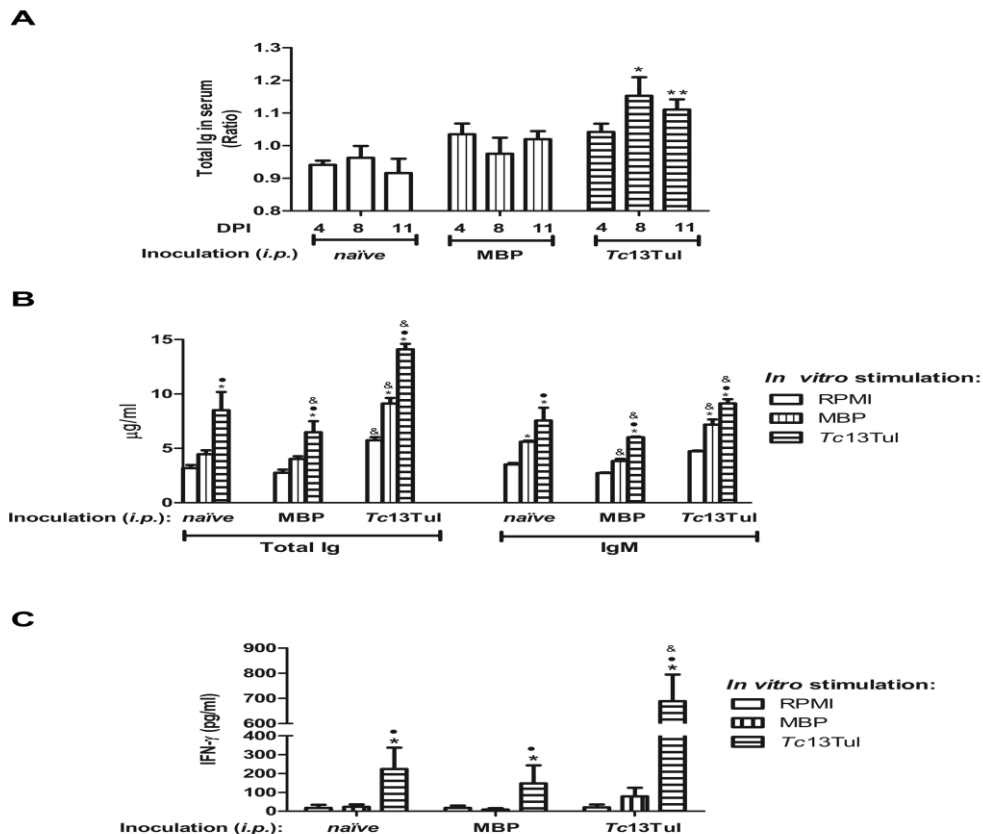 A
Total Ig in serum
(Ratio)
1.3
1.2
1.1
1.0
0.9
0.8
* **
DPI 4 8 11 4 8 11 4 8 11
Inoculation (i.p.) naïve MBP Tc13Tul
B
µg/ml
15
10
5
0
• * & • * & & * & • * * • * & & • * & * & • *
In vitro stimulation:
RPMI
MBP
Tc13Tul
Inoculation (i.p.): naïve MBP Tc13Tul naïve MBP Tc13Tul
Total Ig IgM
C
IFN-γ (pg/ml)
900
800
700
600
400
300
200
100
0
• * • * & • *
In vitro stimulation:
RPMI
MBP
Tc13Tul
Inoculation (i.p.): naïve MBP Tc13Tul